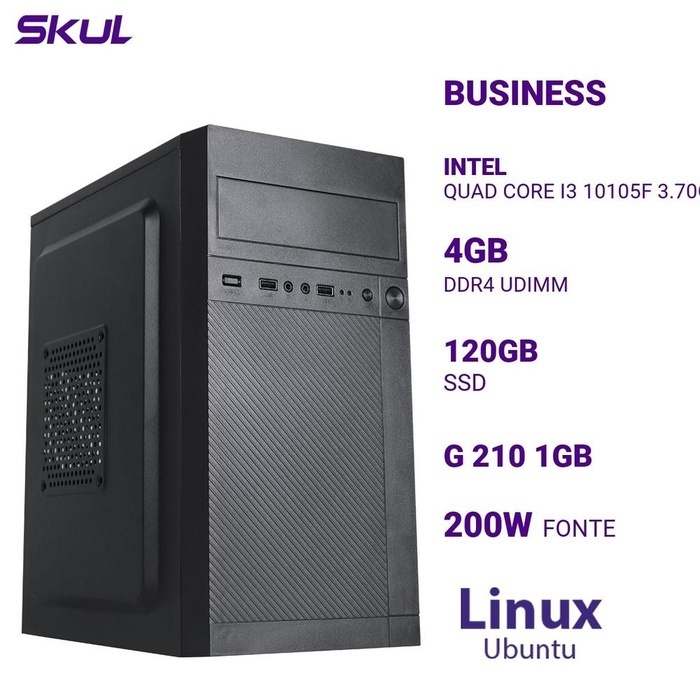 SKUL
BUSINESS
INTEL
QUAD CORE I3 10105F 3.70
4GB
DDR4 UDIMM
120GB
SSD
G 210 1GB
200W FONTE
Linux
Ubuntu